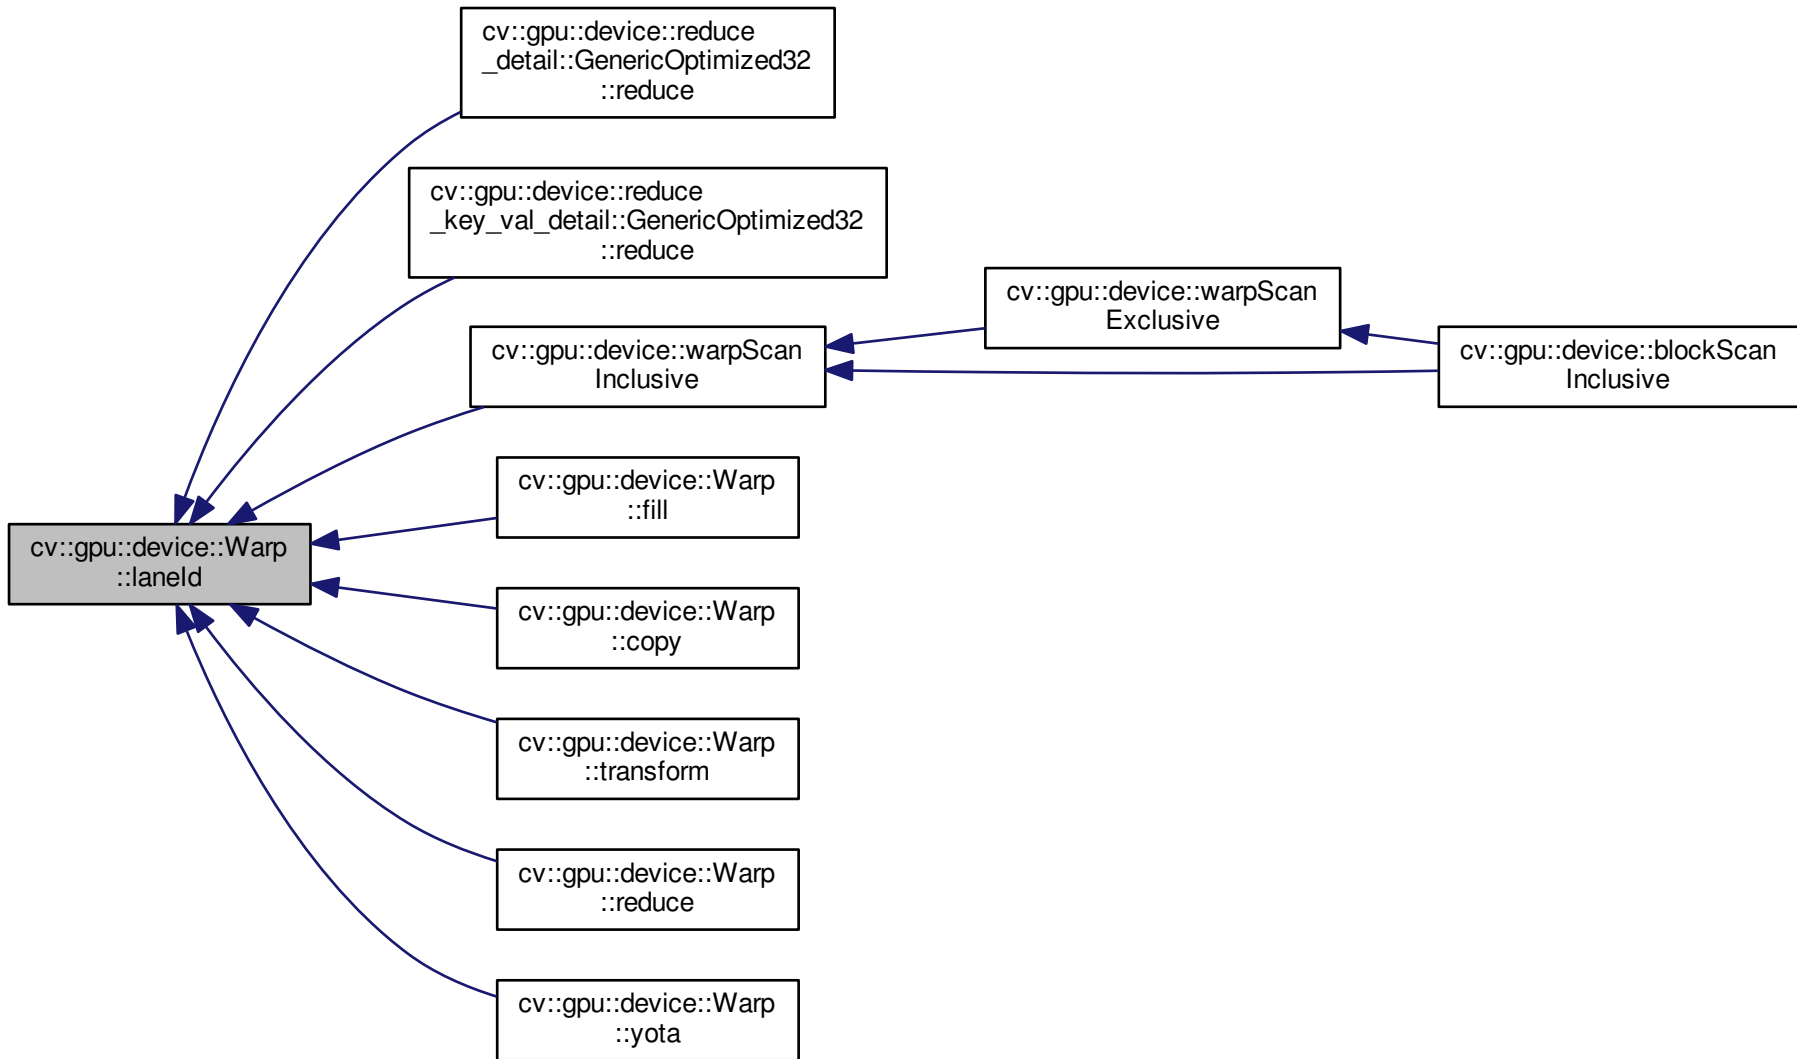 cv::gpu::device::reduce
_detail::GenericOptimized32
::reduce
cv::gpu::device::reduce
_key_val_detail::GenericOptimized32
::reduce
cv::gpu::device::warpScan
Exclusive
cv::gpu::device::warpScan
Inclusive
cv::gpu::device::blockScan
Inclusive
cv::gpu::device::Warp
::fill
cv::gpu::device::Warp
::laneId
cv::gpu::device::Warp
::copy
cv::gpu::device::Warp
::transform
cv::gpu::device::Warp
::reduce
cv::gpu::device::Warp
::yota